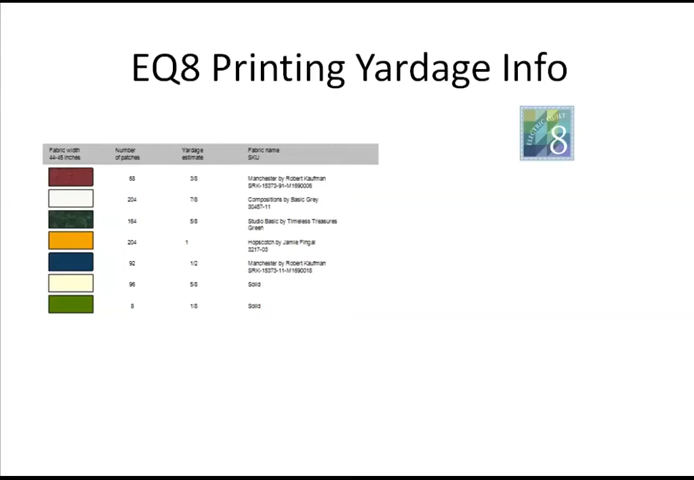 EQ8 Printing Yardage Info
ELECTRIC QUILT
8
Fabric width Number Yardage Fabric name
44-45 inches of patches estimate SKU
68 3/8 Manchester by Robert Kaufman
SRK-15373-91-M1690006
204 7/8 Compositions by Basic Grey
30457-11
164 5/8 Studio Basic by Timeless Treasures
Green
204 1 Hopscotch by Jamie Fingal
3217-03
92 1/2 Manchester by Robert Kaufman
SRK-15373-11-M1690018
96 5/8 Solid
8 1/8 Solid